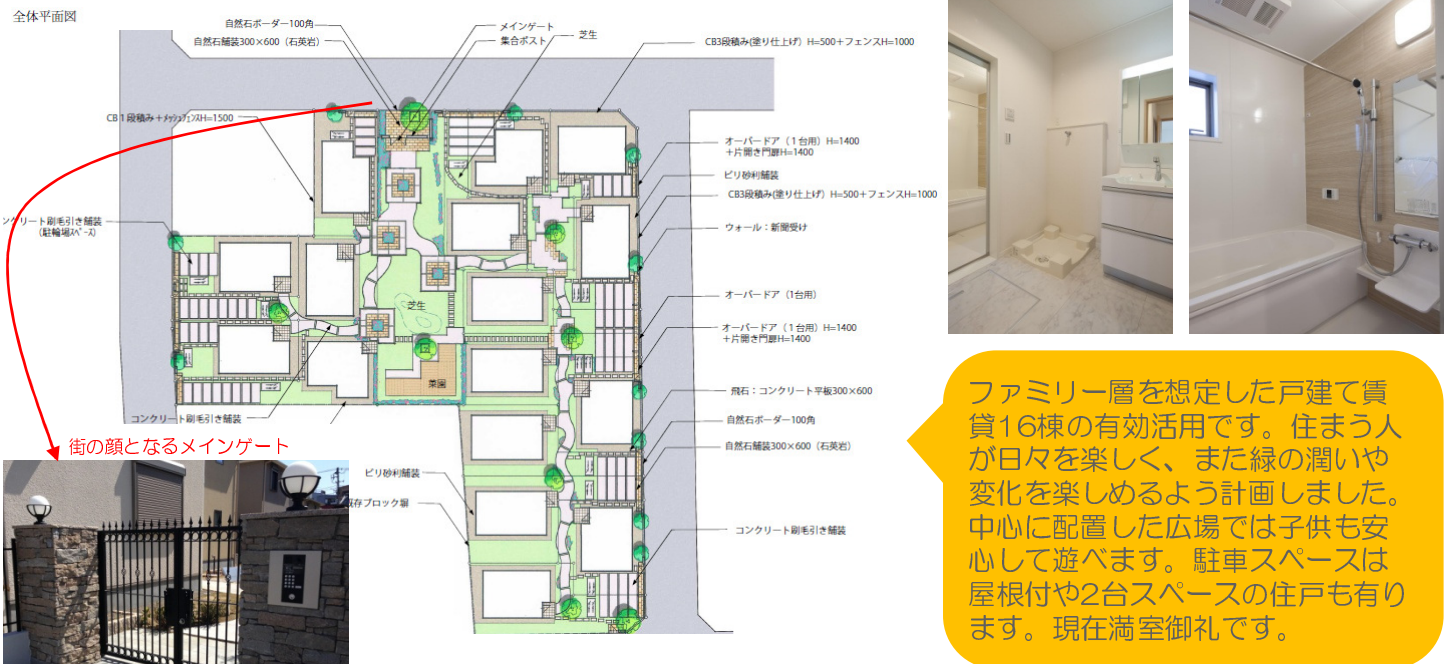 全体平面図
自然石ボーダー100角
自然石舗装300×600（石英岩）
メインゲート
集合ポスト
芝生
CB3段積み(塗り仕上げ）H=500＋フェンスH=1000
CB１段積み＋メッシュフェンスH=1500
オーバードア（１台用）H=1400
＋片開き門扉H=1400
ビリ砂利舗装
CB3段積み(塗り仕上げ）H=500＋フェンスH=1000
ンクリート刷毛引き舗装
（駐輪場スペース）
ウォール：新聞受け
オーバードア（1台用）
芝生
オーバードア（１台用）H=1400
＋片開き門扉H=1400
菜園
飛石：コンクリート平板300×600
コンクリート刷毛引き舗装
自然石ボーダー100角
自然石舗装300×600（石英岩）
街の顔となるメインゲート
ビリ砂利舗装
既存ブロック塀
コンクリート刷毛引き舗装
ファミリー層を想定した戸建て賃
貸16棟の有効活用です。住まう人
が日々を楽しく、また緑の潤いや
変化を楽しめるよう計画しました。
中心に配置した広場では子供も安
心して遊べます。駐車スペースは
屋根付や2台スペースの住戸も有り
ます。現在満室御礼です。